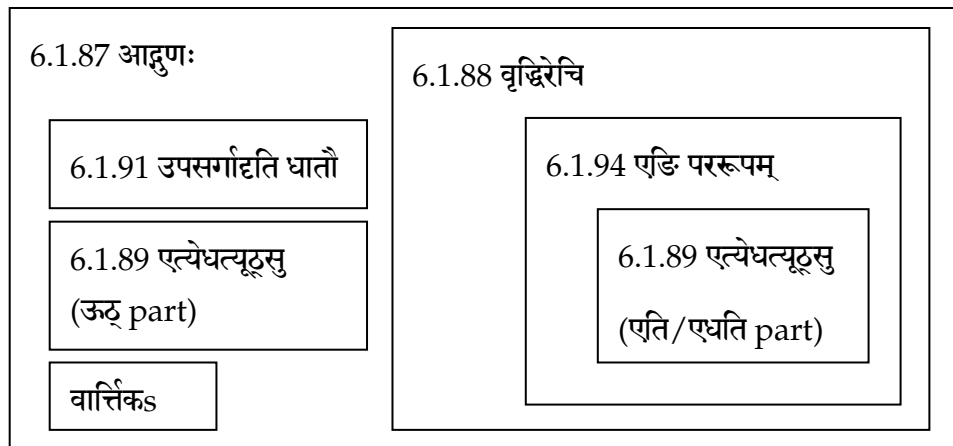 6.1.87 आद्गुणः
6.1.88 वृद्धिरेचि
6.1.91 उपसर्गादृति धातौ
6.1.94 एङि पररूपम्
6.1.89 एत्येधत्यूठ्सु
(ऊठ् part)
6.1.89 एत्येधत्यूठ्सु
(एति/एधति part)
वार्त्तिकs